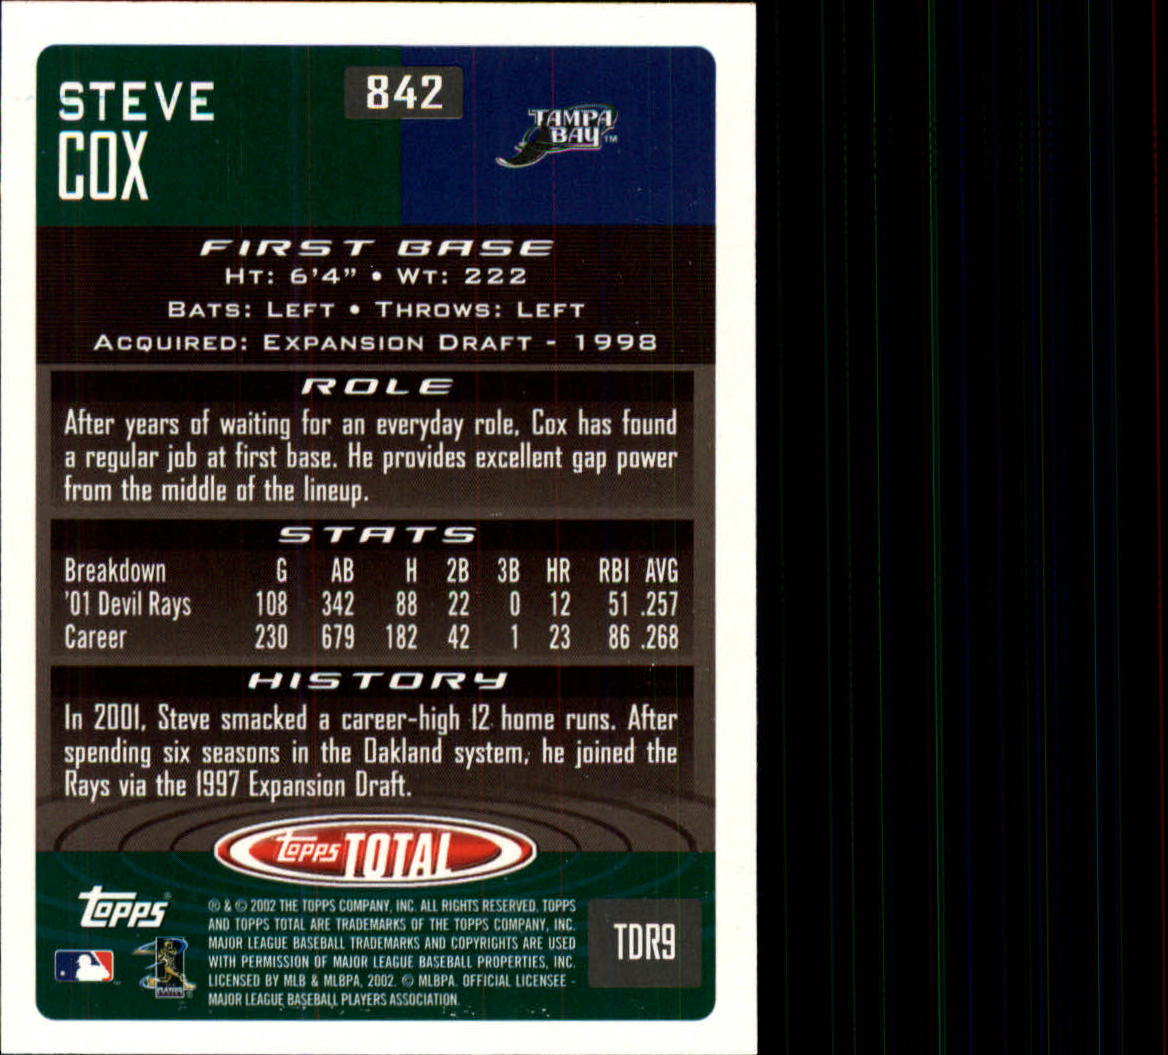 STEVE
COX
842
TAMPA
BAY™
FIRST BASE
HT: 6'4” • WT: 222
BATS: LEFT • THROWS: LEFT
ACQUIRED: EXPANSION DRAFT - 1998
ROLE
After years of waiting for an everyday role, Cox has found
a regular job at first base. He provides excellent gap power
from the middle of the lineup.
STATS
Breakdown G AB H 2B 3B HR RBI AVG
'01 Devil Rays 108 342 88 22 0 12 51 .257
Career 230 679 182 42 1 23 86 .268
HISTORY
In 2001, Steve smacked a career-high 12 home runs. After
spending six seasons in the Oakland system, he joined the
Rays via the 1997 Expansion Draft.
Topps TOTAL
Topps®
® & © 2002 THE TOPPS COMPANY, INC. ALL RIGHTS RESERVED. TOPPS
AND TOPPS TOTAL ARE TRADEMARKS OF THE TOPPS COMPANY, INC.
MAJOR LEAGUE BASEBALL TRADEMARKS AND COPYRIGHTS ARE USED
WITH PERMISSION OF MAJOR LEAGUE BASEBALL PROPERTIES, INC.
LICENSED BY MLB & MLBPA, 2002. © MLBPA. OFFICIAL LICENSEE -
MAJOR LEAGUE BASEBALL PLAYERS ASSOCIATION.
TDR9